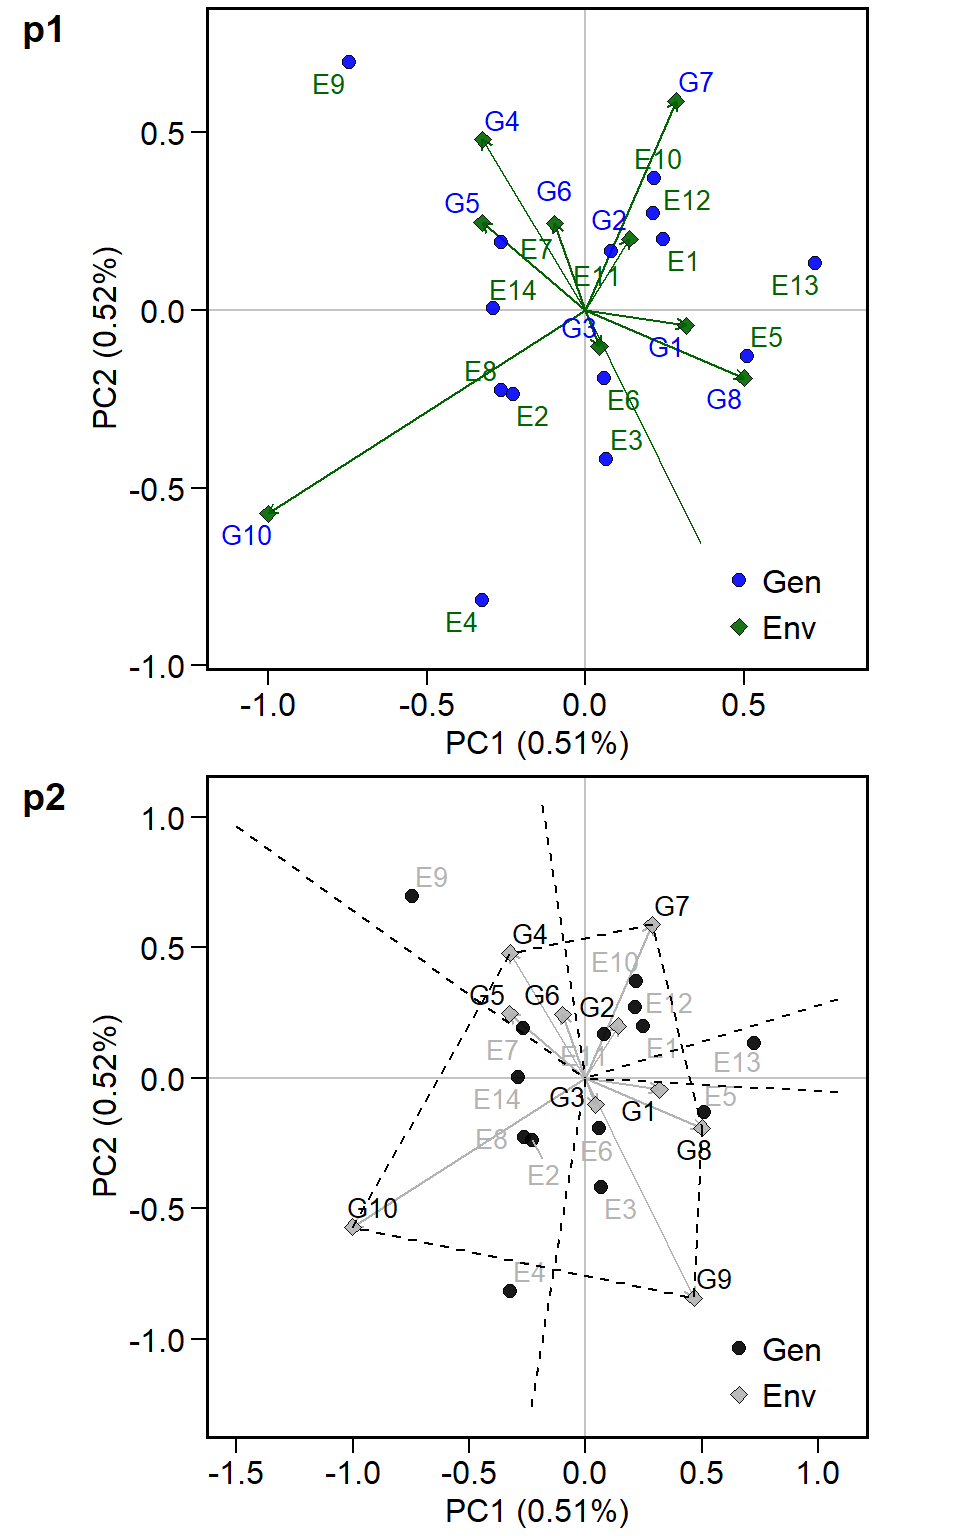 p1
E9
G7
G4
0.5
E10
G6
G5
E12
G2
E7
E1
E11
E13
E14
0.0
G3
E5
G1
E8
G8
E6
E2
E3
-0.5
G10
Gen
E4
Env
-1.0
-1.0 -0.5 0.0 0.5
PC1 (0.51%)
PC2 (0.52%)
p2
1.0
E9
G7
G4
0.5
E10
G5 G6
E12
G2
E7
E1
E11
E13
0.0
E14
G3
E5
G1
E8
G8
E6
E2
E3
-0.5
G10
E4
G9
-1.0
Gen
Env
-1.5 -1.0 -0.5 0.0 0.5 1.0
PC1 (0.51%)
PC2 (0.52%)